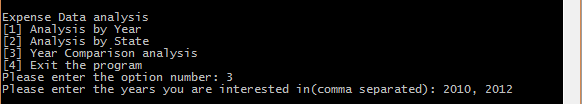 Expense Data analysis
[1] Analysis by Year
[2] Analysis by State
[3] Year Comparison analysis
[4] Exit the program
Please enter the option number: 3
Please enter the years you are interested in(comma separated): 2010, 2012